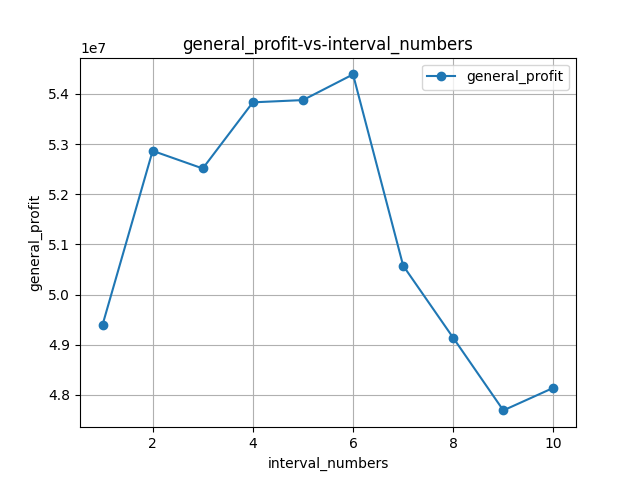 general_profit-vs-interval_numbers
1e7
general_profit
5.4
5.3
5.2
5.1
5.0
4.9
4.8
general_profit
2 4 6 8 10
interval_numbers